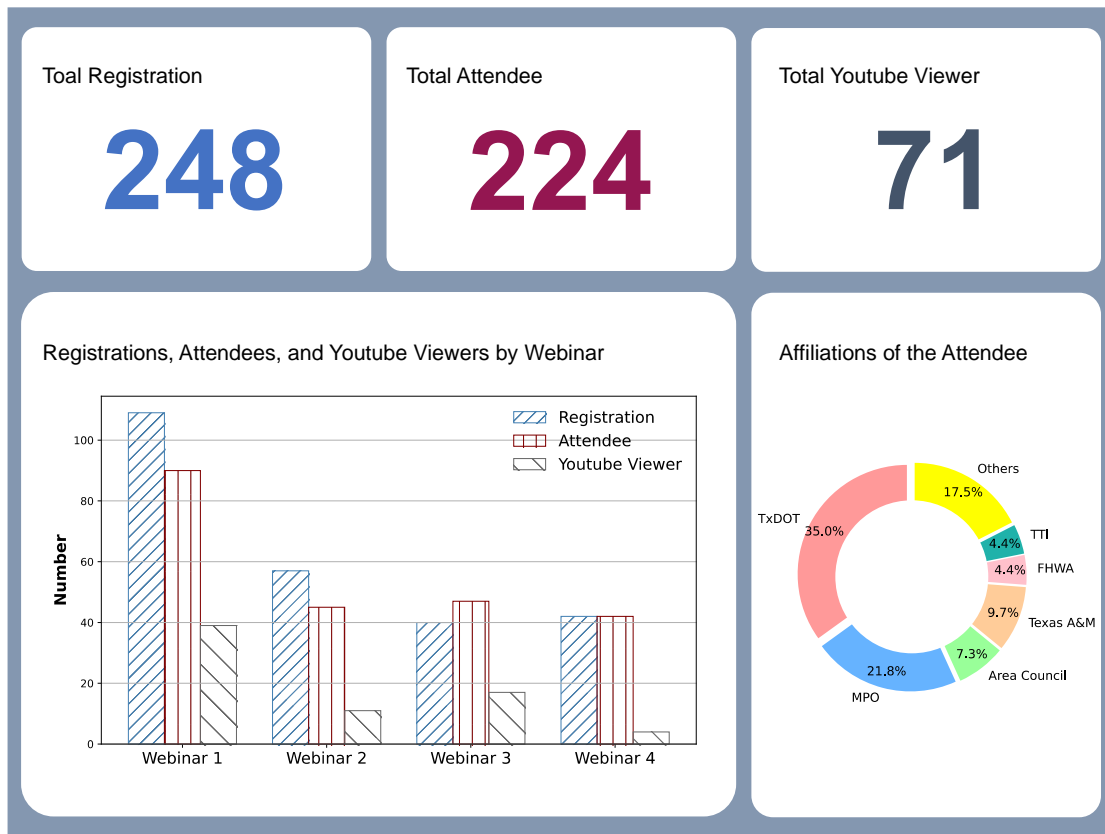 Toal Registration
248
Total Attendee
224
Total Youtube Viewer
71
Registrations, Attendees, and Youtube Viewers by Webinar
Number
100
80
60
40
20
0
Registration
Attendee
Youtube Viewer
Webinar 1
Webinar 2
Webinar 3
Webinar 4
Affiliations of the Attendee
Others
17.5%
TxDOT
35.0%
TTI
4.4%
FHWA
4.4%
Texas A&M
9.7%
Area Council
7.3%
MPO
21.8%